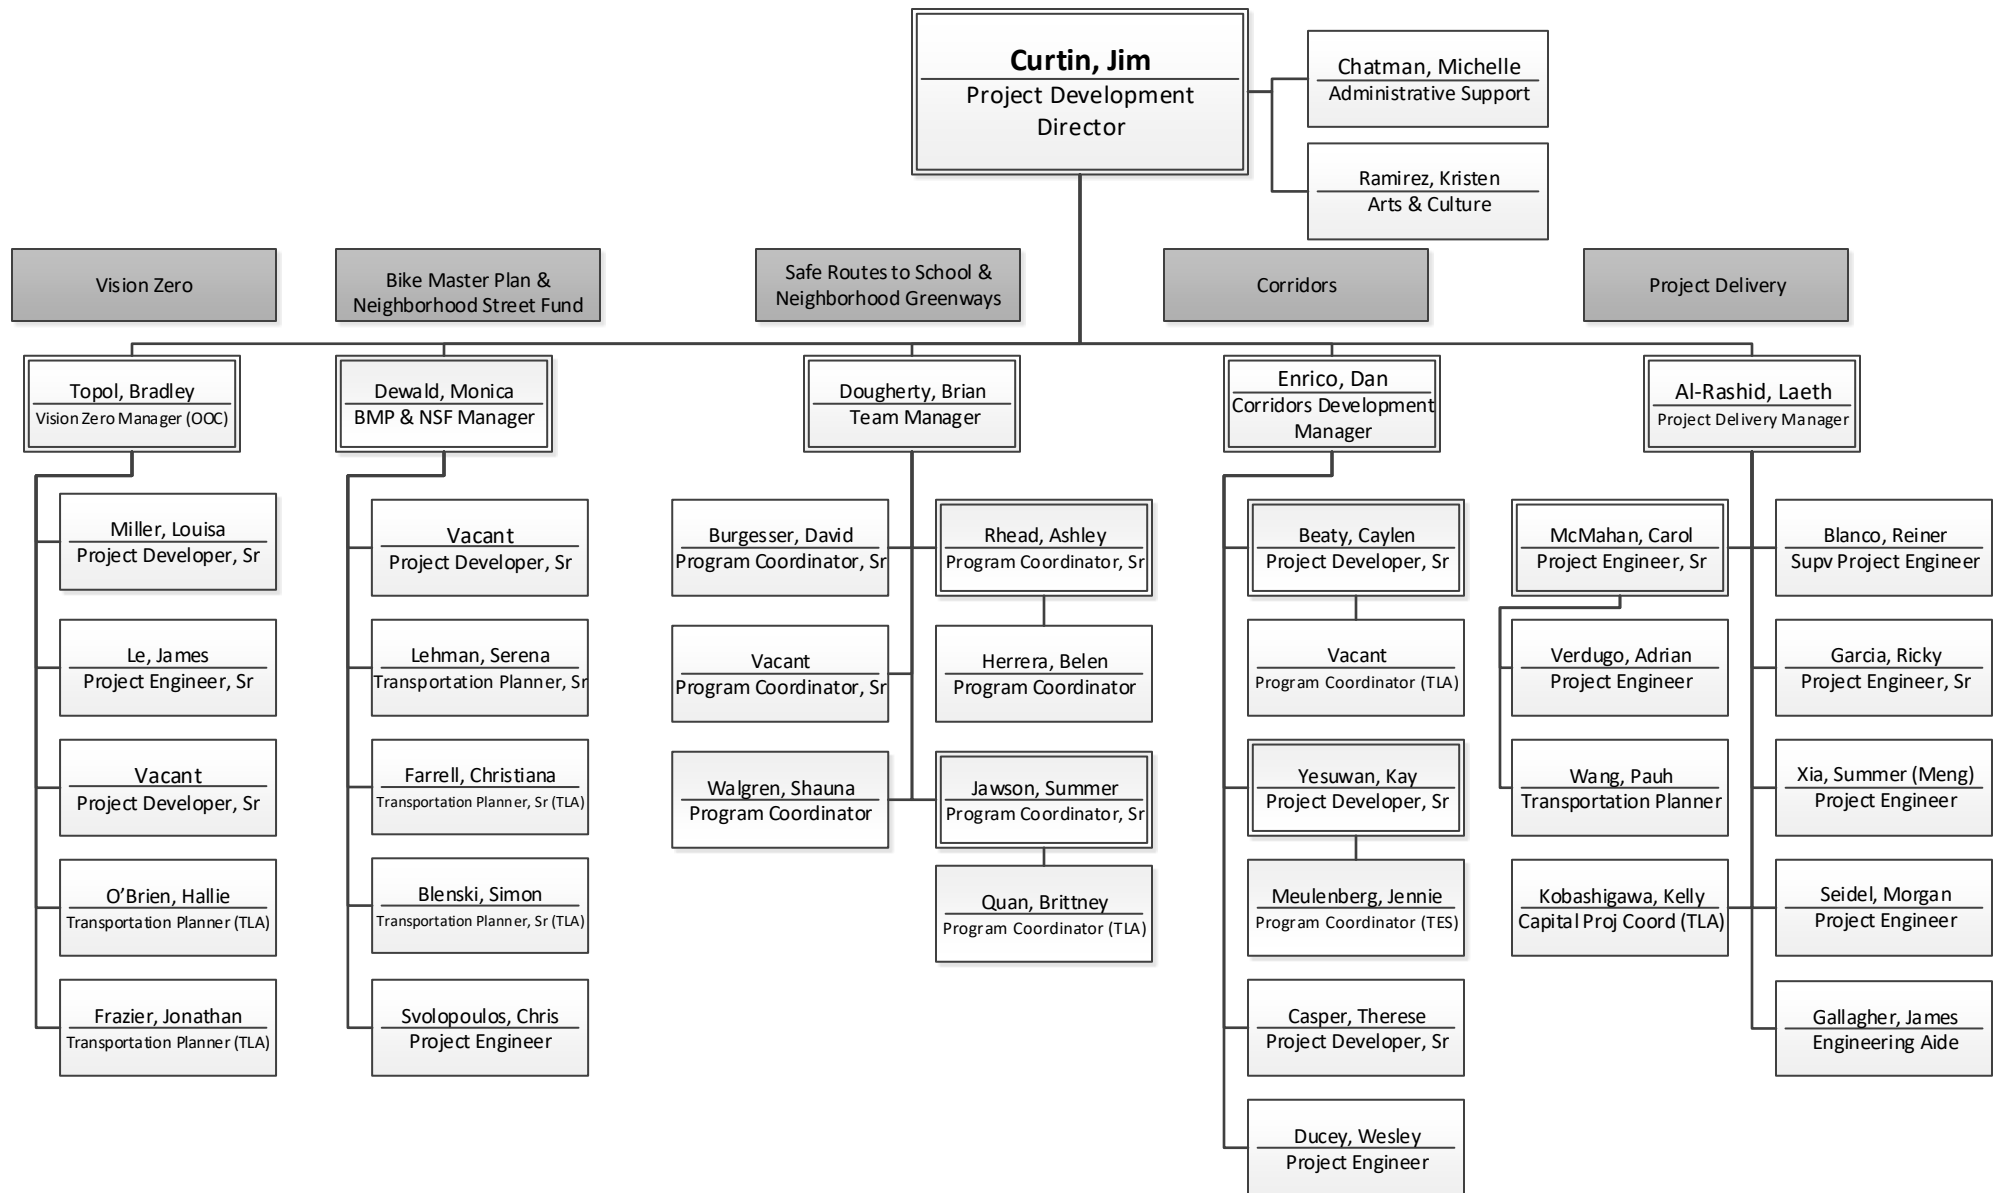 Curtin, Jim
Project Development
Director
Chatman, Michelle
Administrative Support
Ramirez, Kristen
Arts & Culture
Vision Zero
Bike Master Plan &
Neighborhood Street Fund
Safe Routes to School &
Neighborhood Greenways
Corridors
Project Delivery
Topol, Bradley
Vision Zero Manager (OOC)
Miller, Louisa
Project Developer, Sr
Le, James
Project Engineer, Sr
Vacant
Project Developer, Sr
O’Brien, Hallie
Transportation Planner (TLA)
Frazier, Jonathan
Transportation Planner (TLA)
Dewald, Monica
BMP & NSF Manager
Vacant
Project Developer, Sr
Lehman, Serena
Transportation Planner, Sr
Farrell, Christiana
Transportation Planner, Sr (TLA)
Blenski, Simon
Transportation Planner, Sr (TLA)
Svolopoulos, Chris
Project Engineer
Dougherty, Brian
Team Manager
Burgesser, David
Program Coordinator, Sr
Vacant
Program Coordinator, Sr
Walgren, Shauna
Program Coordinator
Rhead, Ashley
Program Coordinator, Sr
Herrera, Belen
Program Coordinator
Jawson, Summer
Program Coordinator, Sr
Quan, Brittney
Program Coordinator (TLA)
Enrico, Dan
Corridors Development
Manager
Beaty, Caylen
Project Developer, Sr
Vacant
Program Coordinator (TLA)
Yesuwan, Kay
Project Developer, Sr
Meulenberg, Jennie
Program Coordinator (TES)
Casper, Therese
Project Developer, Sr
Ducey, Wesley
Project Engineer
Al-Rashid, Laeth
Project Delivery Manager
McMahan, Carol
Project Engineer, Sr
Verdugo, Adrian
Project Engineer
Wang, Pauh
Transportation Planner
Kobashigawa, Kelly
Capital Proj Coord (TLA)
Blanco, Reiner
Supv Project Engineer
Garcia, Ricky
Project Engineer, Sr
Xia, Summer (Meng)
Project Engineer
Seidel, Morgan
Project Engineer
Gallagher, James
Engineering Aide